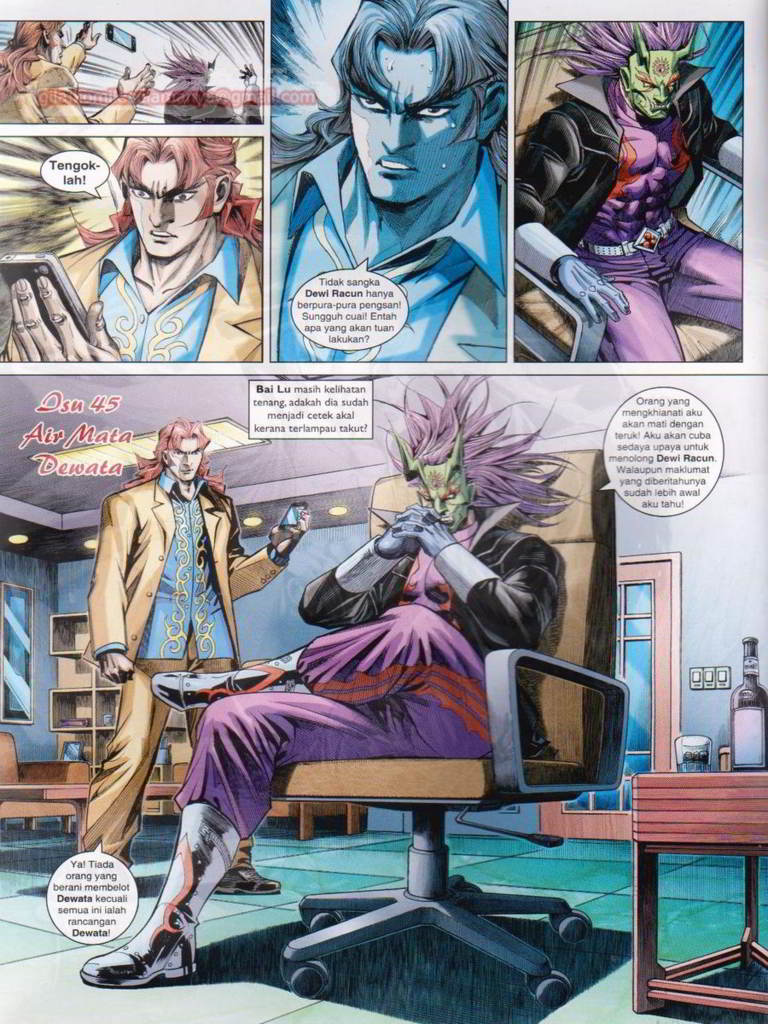 Tengok-
lah!
Tidak sangka
Dewi Racun hanya
berpura-pura pengsan!
Sungguh cuai! Entah
apa yang akan tuan
lakukan?
Isu 45
Air Mata
Dewata
Bai Lu masih kelihatan
tenang, adakah dia sudah
menjadi cetek akal
kerana terlampau takut?
Orang yang
mengkhianati aku
akan mati dengan
teruk! Aku akan cuba
sedaya upaya untuk
menolong Dewi Racun.
Walaupun maklumat
yang diberitahunya
sudah lebih awal
aku tahu!
Ya! Tiada
orang yang
berani membelot
Dewata kecuali
semua ini ialah
rancangan
Dewata!